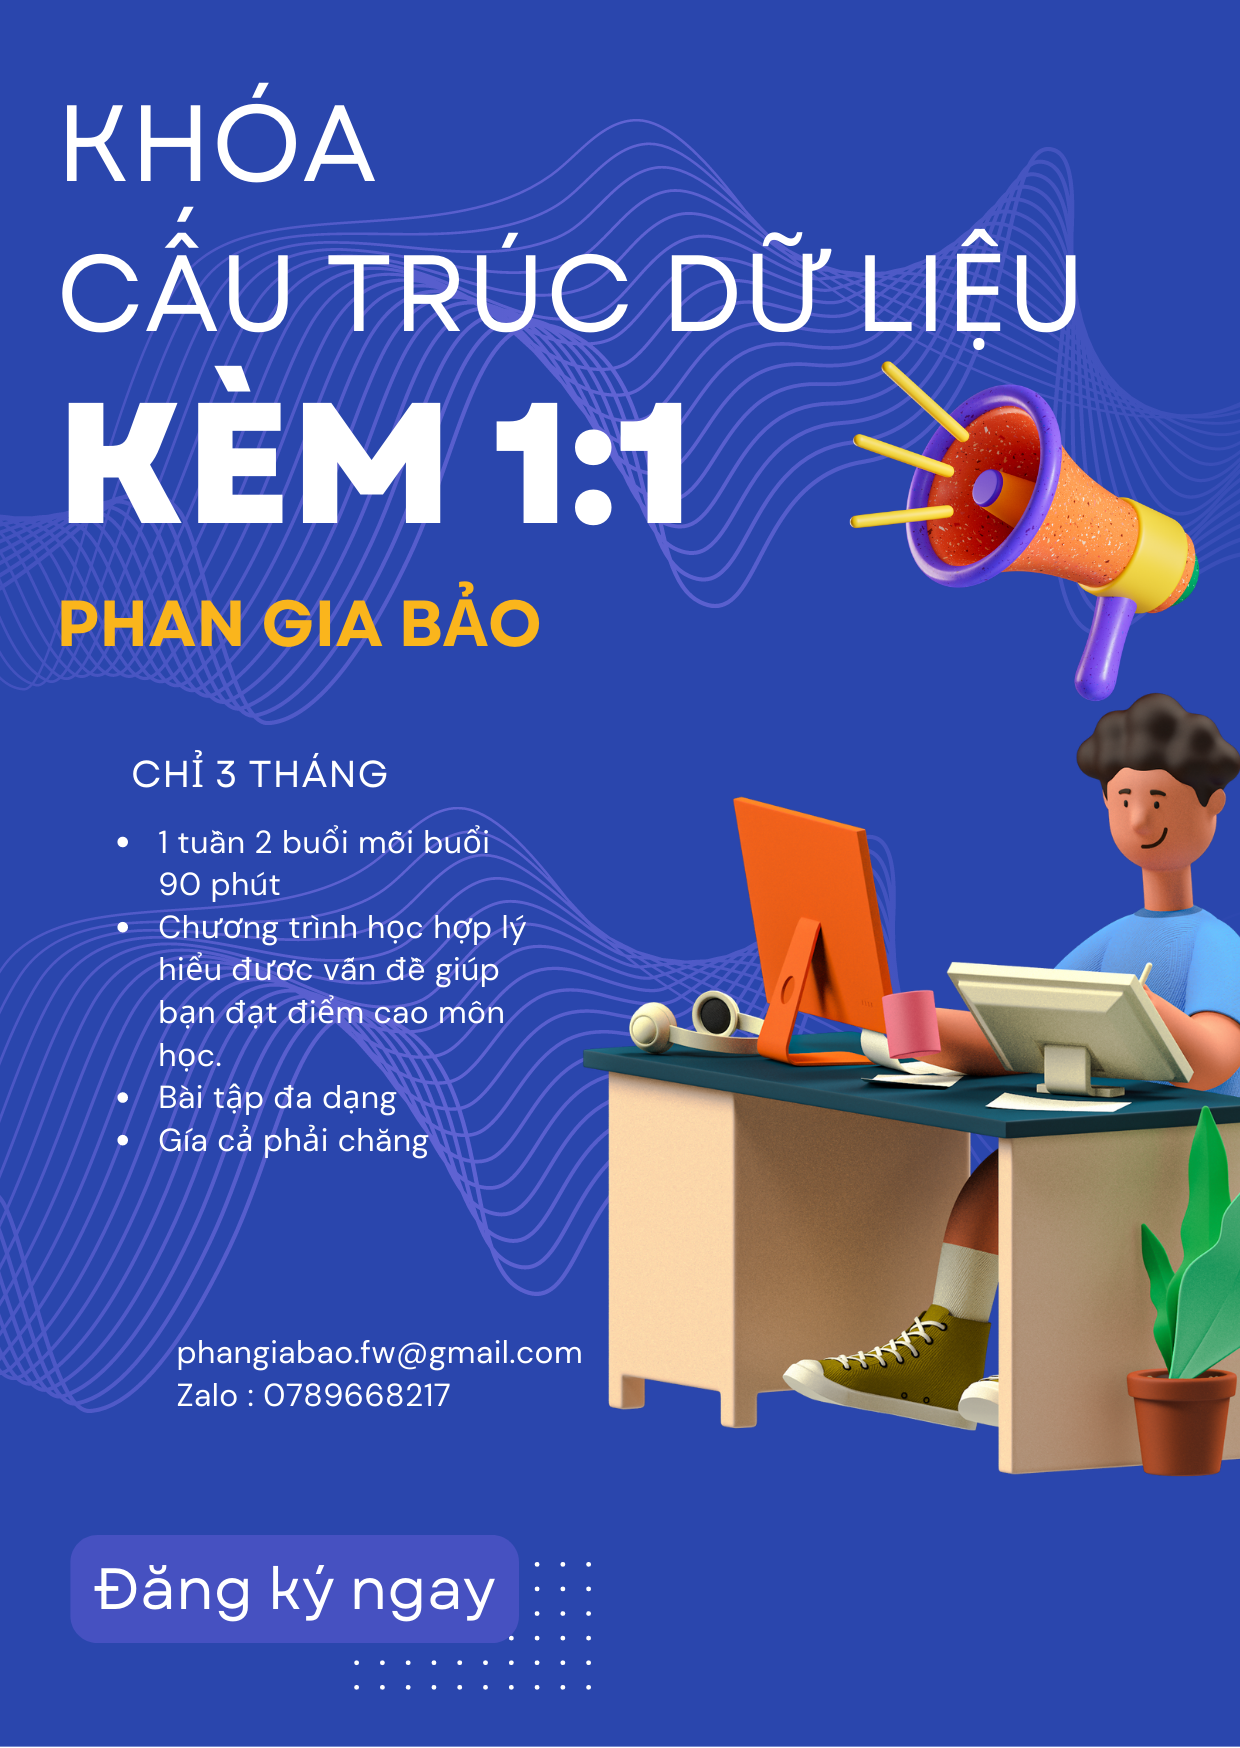 KHÓA
CẤU TRÚC DỮ LIỆU
KÈM 1:1
PHAN GIA BẢO
CHỈ 3 THÁNG
• 1 tuần 2 buổi mỗi buổi
90 phút
• Chương trình học hợp lý
hiểu đươc vấn đề giúp
bạn đạt điểm cao môn
học.
• Bài tập đa dạng
• Gía cả phải chăng
phangiabao.fw@gmail.com
Zalo : 0789668217
Đăng ký ngay